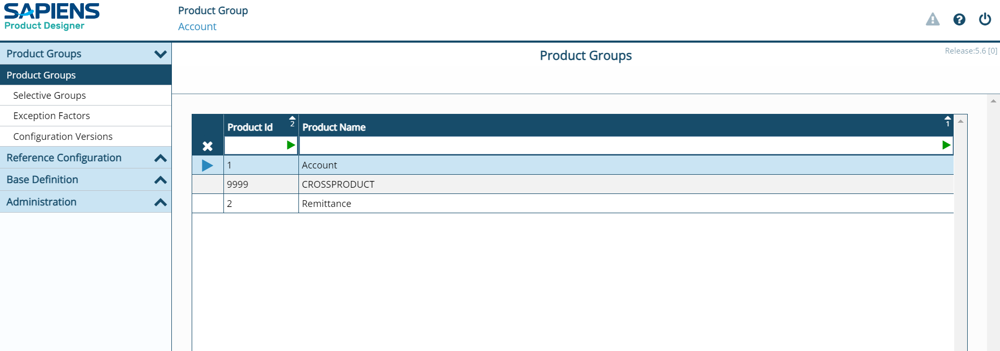 SAPIENS
Product Designer
Product Group
Account
Product Groups
Product Groups
Selective Groups
Exception Factors
Configuration Versions
Reference Configuration
Base Definition
Administration
Product Groups
Release:5.6 [0]
Product Id 2 Product Name 1
1 Account
9999 CROSSPRODUCT
2 Remittance